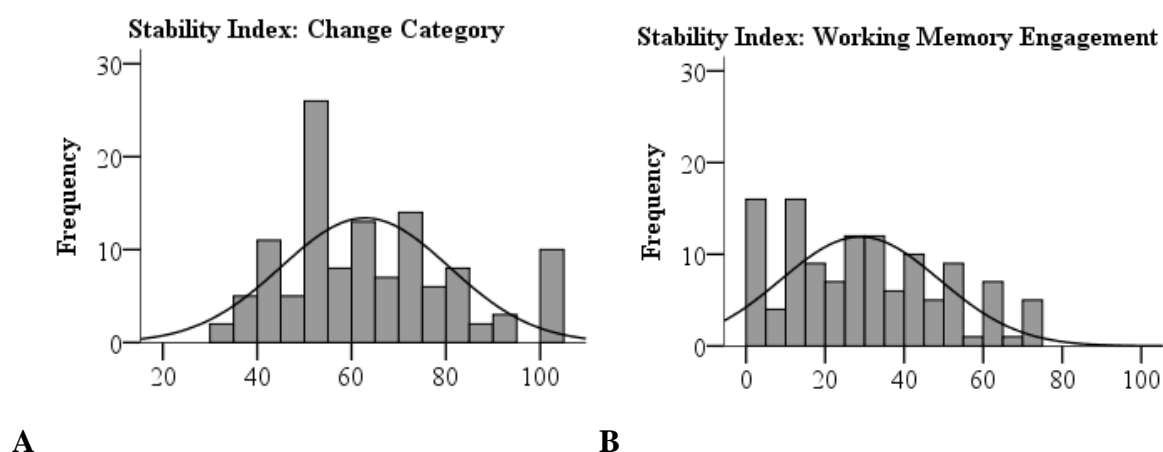 Stability Index: Change Category
Frequency
30
20
10
0
20 40 60 80 100
A
Stability Index: Working Memory Engagement
Frequency
30
20
10
0
0 20 40 60 80 100
B